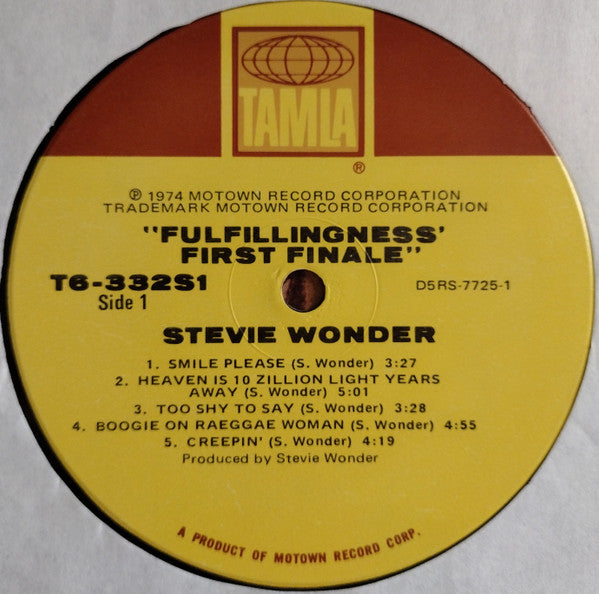 TAMLA
®
℗ 1974 MOTOWN RECORD CORPORATION
TRADEMARK MOTOWN RECORD CORPORATION
"FULFILLINGNESS'
FIRST FINALE"
T6-332S1
Side 1
D5RS-7725-1
STEVIE WONDER
1. SMILE PLEASE (S. Wonder) 3:27
2. HEAVEN IS 10 ZILLION LIGHT YEARS
AWAY (S. Wonder) 5:01
3. TOO SHY TO SAY (S. Wonder) 3:28
4. BOOGIE ON RAEGGAE WOMAN (S. Wonder) 4:55
5. CREEPIN' (S. Wonder) 4:19
Produced by Stevie Wonder
A PRODUCT OF MOTOWN RECORD CORP.